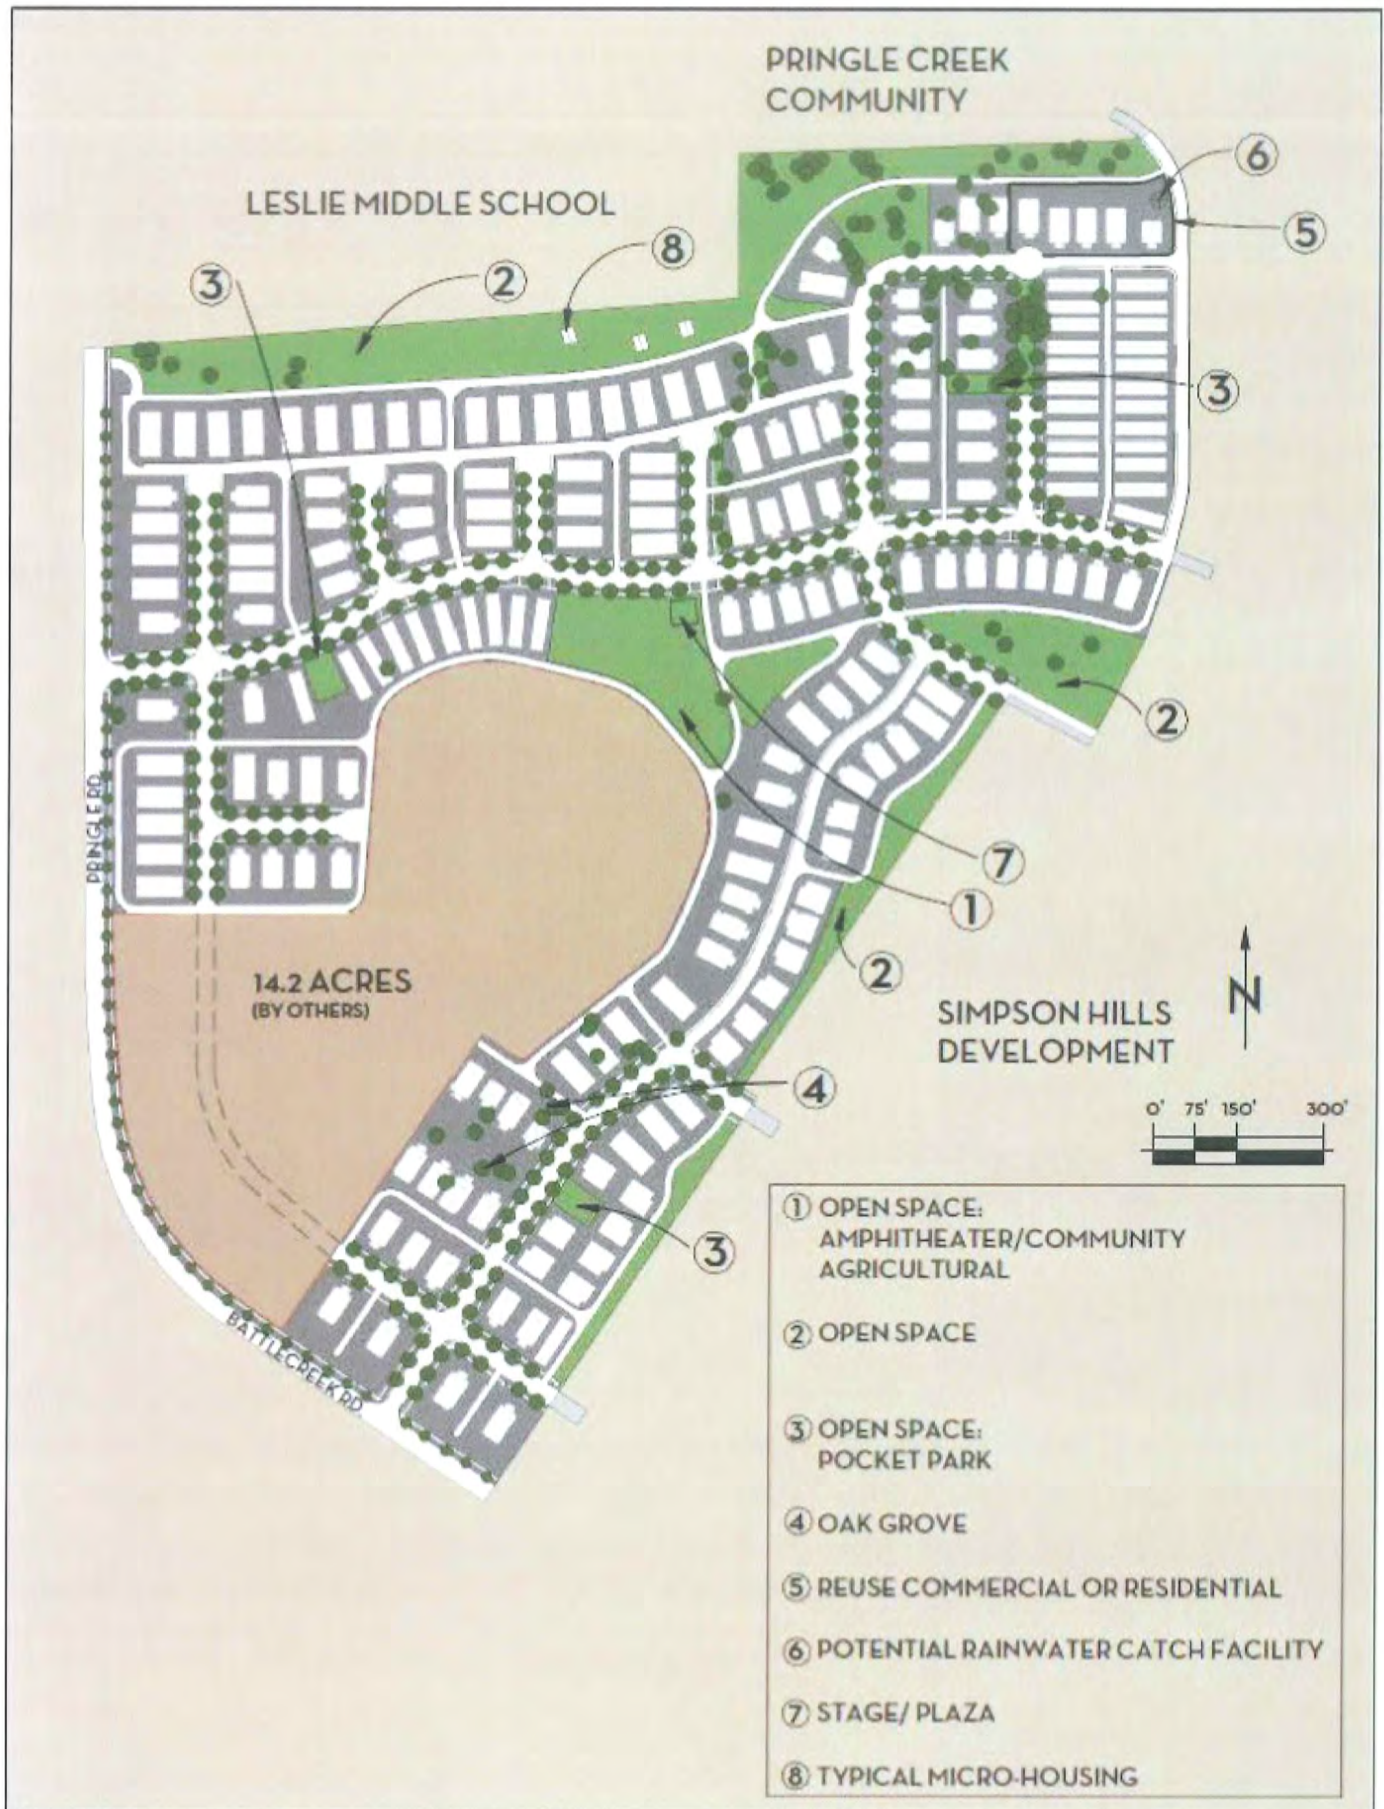 PRINGLE CREEK
COMMUNITY
6
LESLIE MIDDLE SCHOOL
5
8
3
2
3
2
PRINGLE RD.
7
1
14.2 ACRES
(BY OTHERS)
2
SIMPSON HILLS
DEVELOPMENT
N
4
0' 75' 150' 300'
3
BATTLECREEK RD.
1 OPEN SPACE:
AMPHITHEATER/COMMUNITY
AGRICULTURAL
2 OPEN SPACE
3 OPEN SPACE:
POCKET PARK
4 OAK GROVE
5 REUSE COMMERCIAL OR RESIDENTIAL
6 POTENTIAL RAINWATER CATCH FACILITY
7 STAGE/ PLAZA
8 TYPICAL MICRO-HOUSING